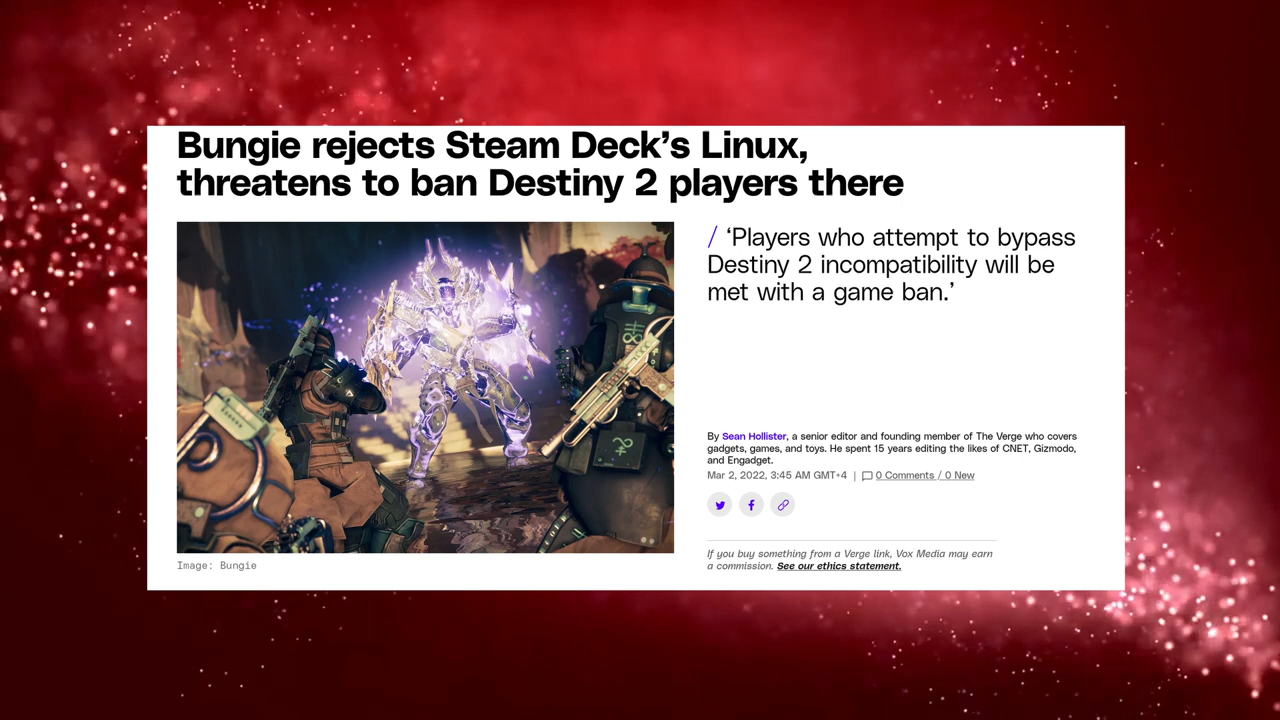 Bungie rejects Steam Deck’s Linux,
threatens to ban Destiny 2 players there
/ ‘Players who attempt to bypass
Destiny 2 incompatibility will be
met with a game ban.’
By Sean Hollister, a senior editor and founding member of The Verge who covers
gadgets, games, and toys. He spent 15 years editing the likes of CNET, Gizmodo,
and Engadget.
Mar 2, 2022, 3:45 AM GMT+4 | 0 Comments / 0 New
If you buy something from a Verge link, Vox Media may earn
a commission. See our ethics statement.
Image: Bungie